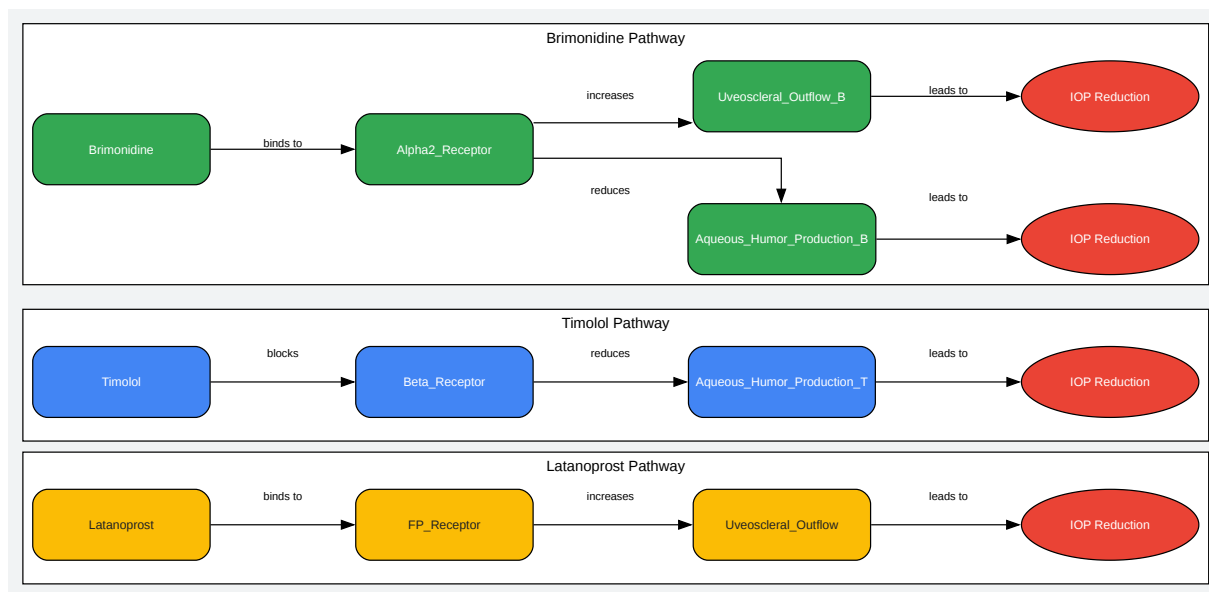 Brimonidine Pathway
increases
Uveoscleral_Outflow_B
leads to
IOP Reduction
Brimonidine
binds to
Alpha2_Receptor
reduces
leads to
Aqueous_Humor_Production_B
IOP Reduction
Timolol Pathway
blocks
reduces
leads to
Timolol
Beta_Receptor
Aqueous_Humor_Production_T
IOP Reduction
Latanoprost Pathway
binds to
increases
leads to
Latanoprost
FP_Receptor
Uveoscleral_Outflow
IOP Reduction